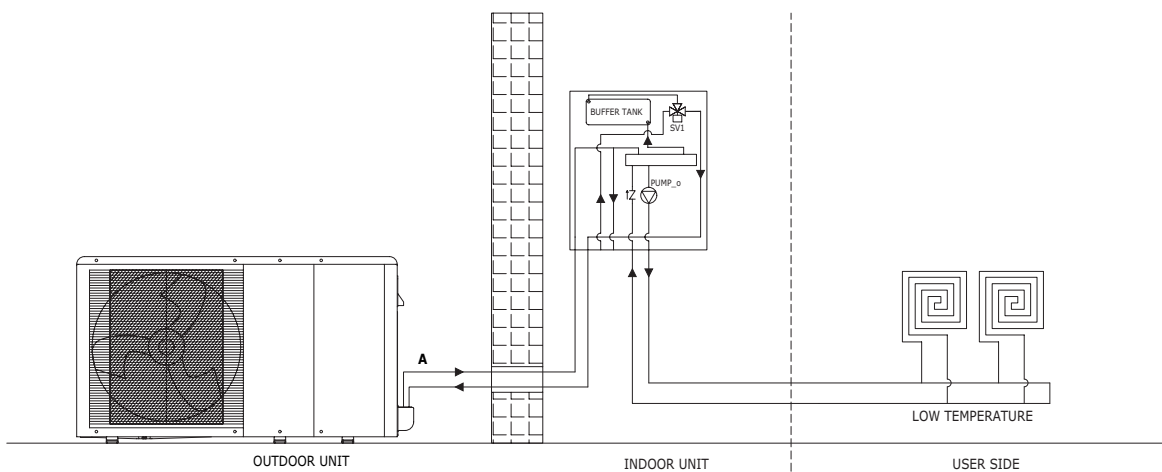 BUFFER TANK
SV1
PUMP_o
A
LOW TEMPERATURE
OUTDOOR UNIT
INDOOR UNIT
USER SIDE